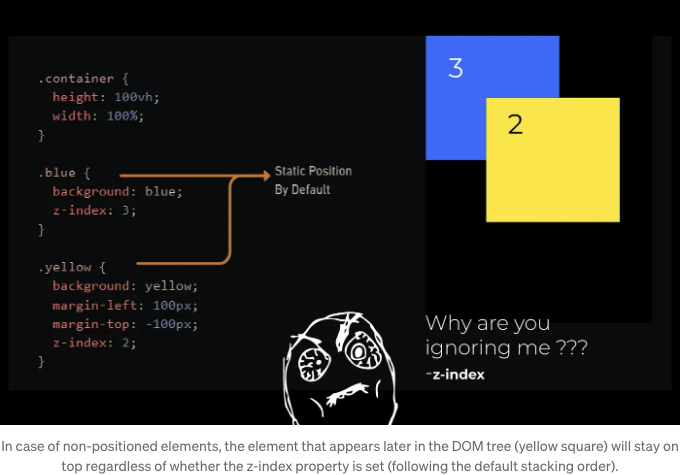 .container {
height: 100vh;
width: 100%;
}
.blue {
background: blue;
z-index: 3;
}
.yellow {
background: yellow;
margin-left: 100px;
margin-top: -100px;
z-index: 2;
}
Static Position
By Default
3
2
Why are you
ignoring me ???
-z-index
In case of non-positioned elements, the element that appears later in the DOM tree (yellow square) will stay on
top regardless of whether the z-index property is set (following the default stacking order).